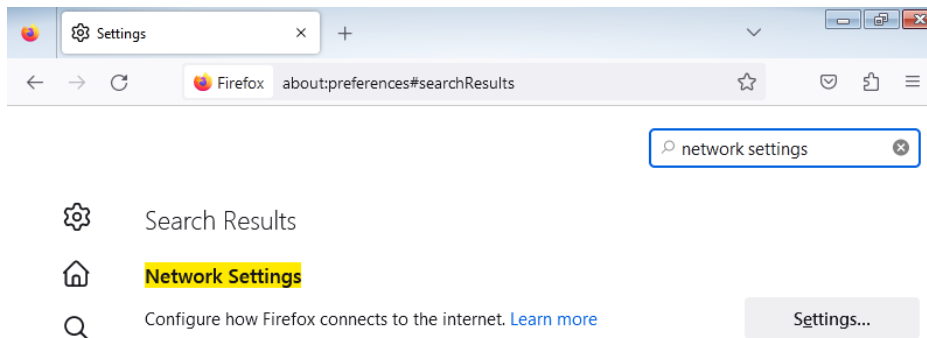 Settings
Firefox about:preferences#searchResults
network settings
Search Results
Network Settings
Configure how Firefox connects to the internet. Learn more
Settings...